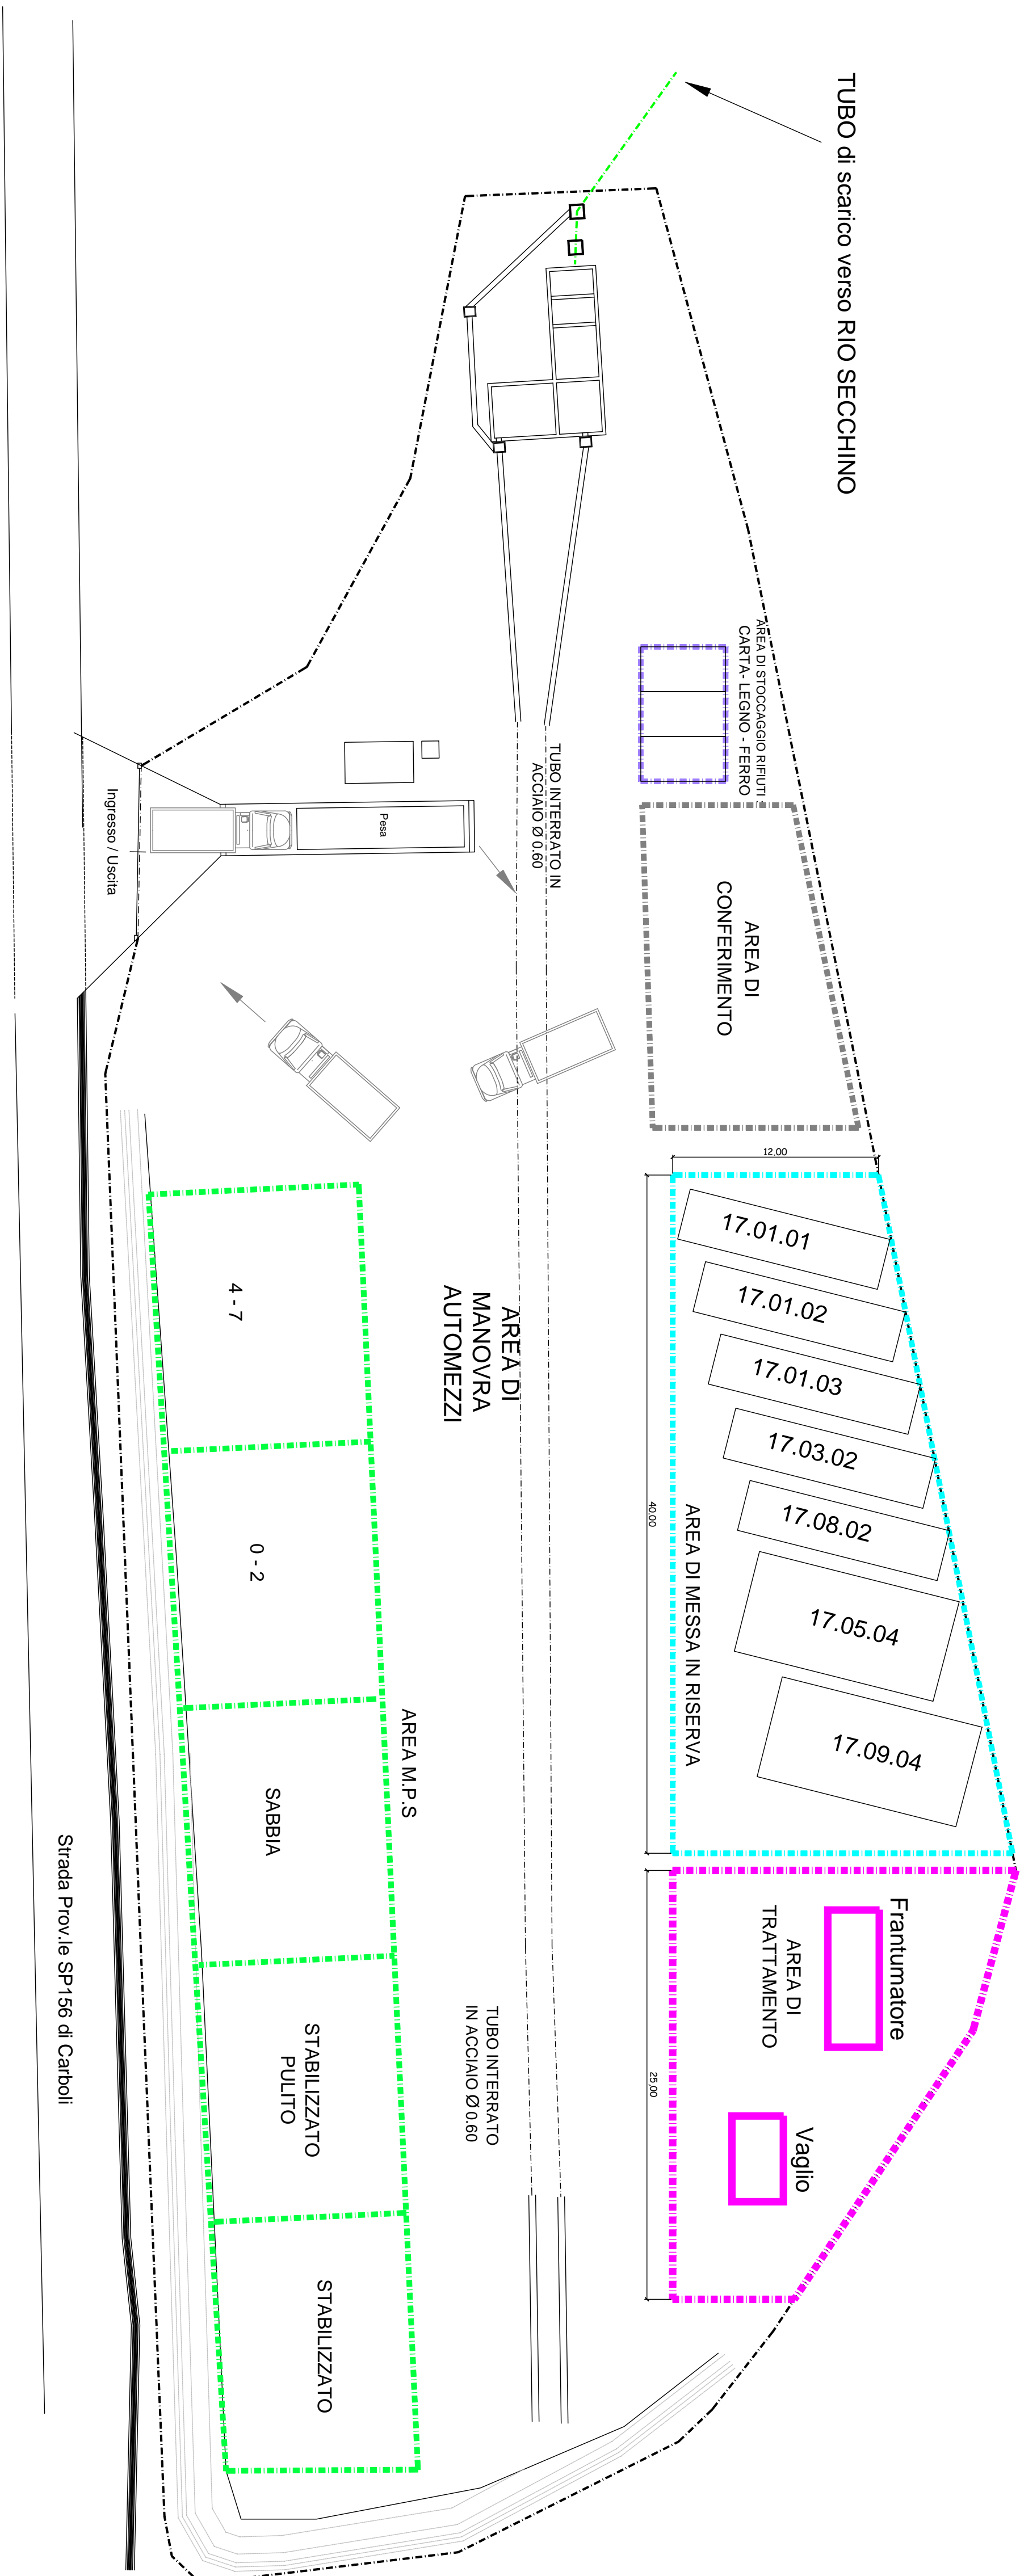 TUBO di scarico verso RIO SECCHINO
AREA DI STOCCAGGIO RIFIUTI :
CARTA- LEGNO - FERRO
TUBO INTERRATO IN
ACCIAIO Ø 0.60
Pesa
Ingresso / Uscita
AREA DI
CONFERIMENTO
12,00
40.00
17.01.01
17.01.02
17.01.03
17.03.02
17.08.02
17.05.04
17.09.04
AREA DI MESSA IN RISERVA
AREA DI
MANOVRA
AUTOMEZZI
4 - 7
0 - 2
SABBIA
STABILIZZATO
PULITO
STABILIZZATO
AREA M.P.S
Frantumatore
AREA DI
TRATTAMENTO
Vaglio
25,00
TUBO INTERRATO
IN ACCIAIO Ø 0.60
Strada Prov.le SP156 di Carboli